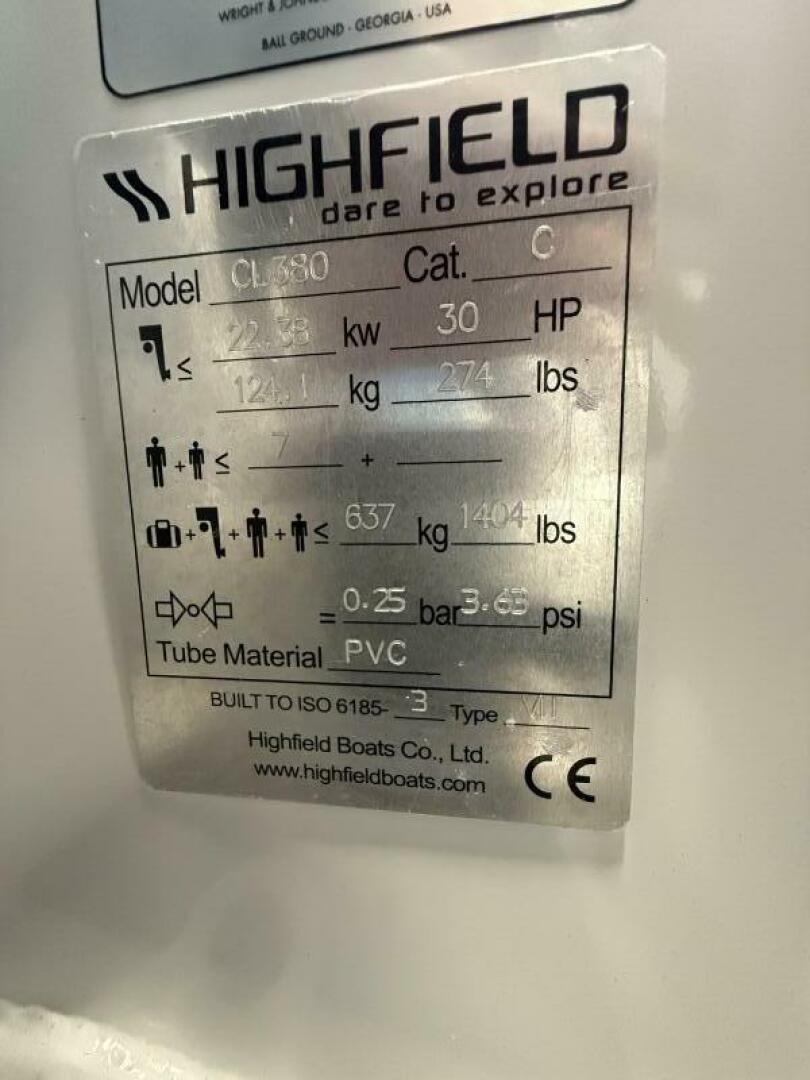 WRIGHT &
BALL GROUND · GEORGIA · USA
HIGHFIELD
dare to explore
Model CL380 Cat. C
≤ 22.38 kw 30 HP
124.1 kg 274 lbs
+ ≤ 7 +
+ + + ≤ 637 kg 1404 lbs
= 0.25 bar 3.63 psi
Tube Material PVC
BUILT TO ISO 6185- 3 Type VII
Highfield Boats Co., Ltd.
www.highfieldboats.com
CE